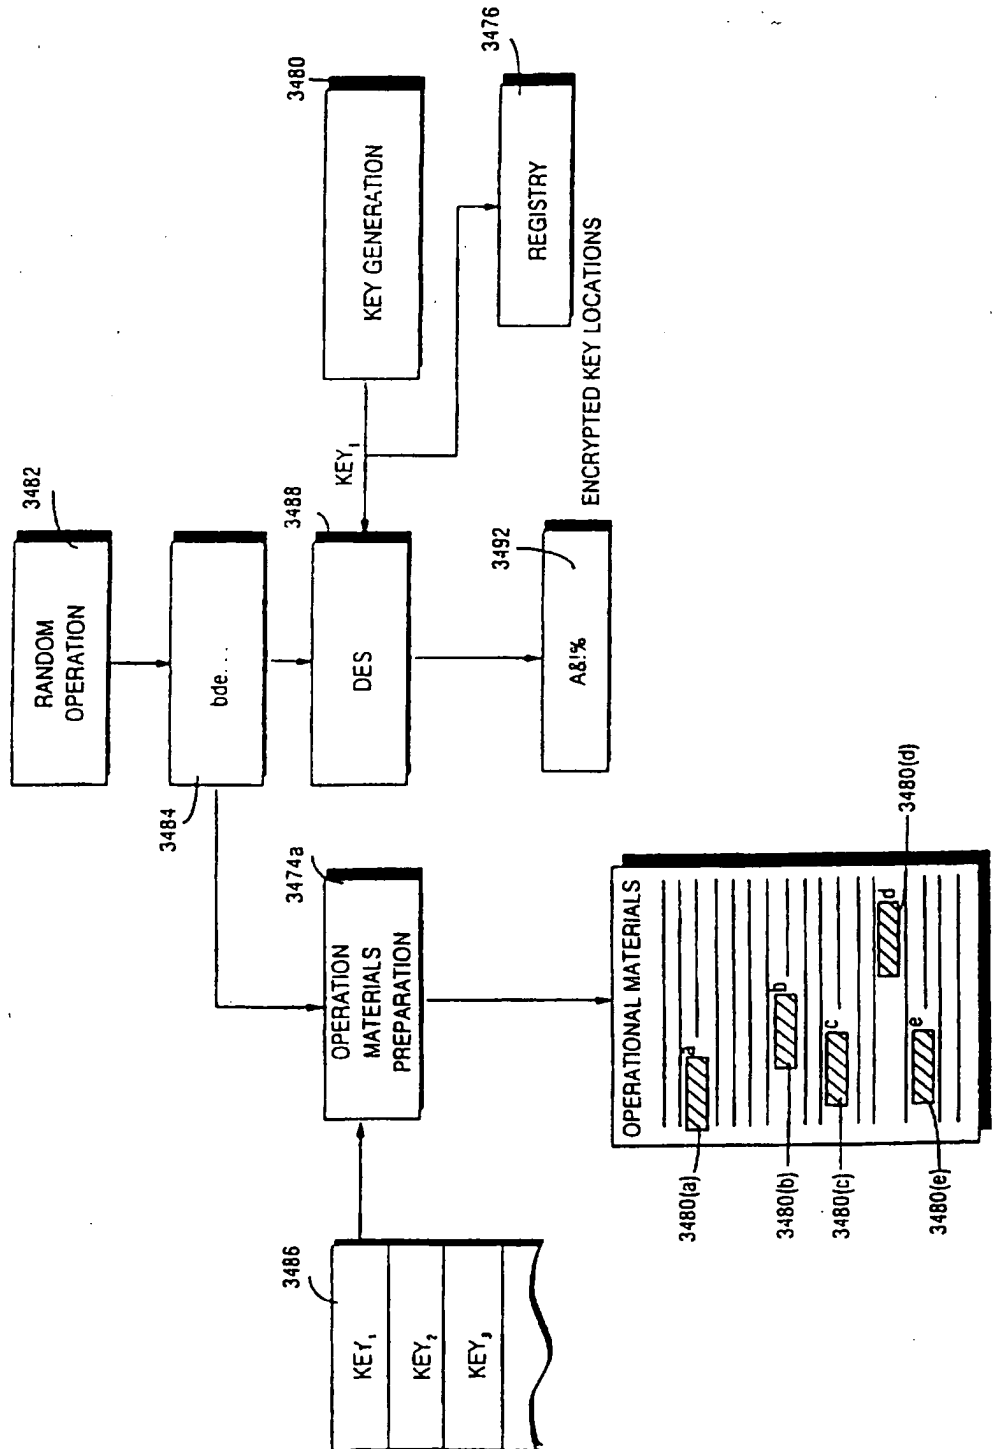 3482
RANDOM
OPERATION
3484
bde...
3488
DES
3480
KEY GENERATION
KEY₁
3476
REGISTRY
3492
A&!%
ENCRYPTED KEY LOCATIONS
3486
KEY₁
KEY₂
KEY₃
3474a
OPERATION
MATERIALS
PREPARATION
OPERATIONAL MATERIALS
a
b
c
d
e
3480(a)
3480(b)
3480(c)
3480(d)
3480(e)